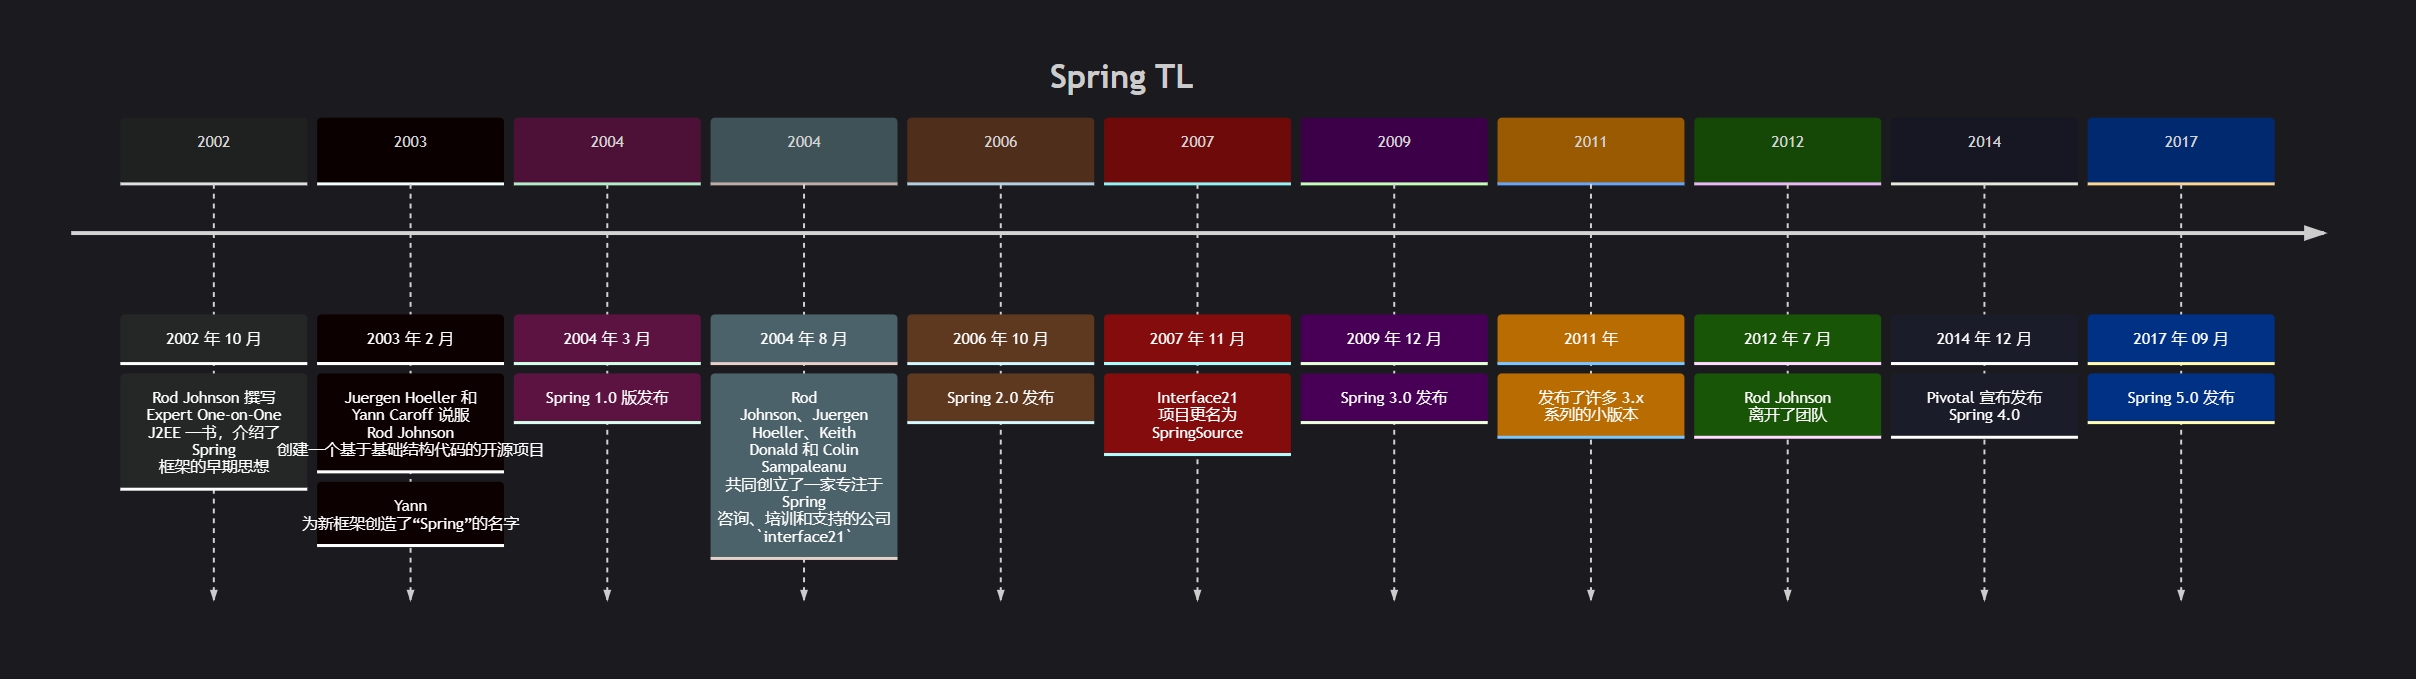 Spring TL
2002
2003
2004
2004
2006
2007
2009
2011
2012
2014
2017
2002 年 10 月
2003 年 2 月
2004 年 3 月
2004 年 8 月
2006 年 10 月
2007 年 11 月
2009 年 12 月
2011 年
2012 年 7 月
2014 年 12 月
2017 年 09 月
Rod Johnson 撰写
Expert One-on-One
J2EE 一书，介绍了
Spring
框架的早期思想
Juergen Hoeller 和
Yann Caroff 说服
Rod Johnson
创建一个基于基础结构代码的开源项目
Yann
为新框架创造了“Spring”的名字
Spring 1.0 版发布
Rod
Johnson、Juergen
Hoeller、Keith
Donald 和 Colin
Sampaleanu
共同创立了一家专注于
Spring
咨询、培训和支持的公司
`interface21`
Spring 2.0 发布
Interface21
项目更名为
SpringSource
Spring 3.0 发布
发布了许多 3.x
系列的小版本
Rod Johnson
离开了团队
Pivotal 宣布发布
Spring 4.0
Spring 5.0 发布